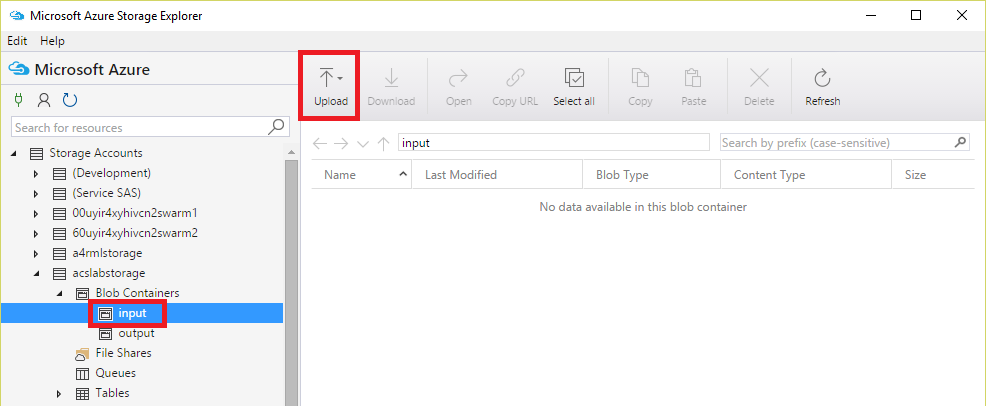 Microsoft Azure Storage Explorer
Edit Help
Microsoft Azure
Search for resources
Storage Accounts
(Development)
(Service SAS)
00uyir4xyhivcn2swarm1
60uyir4xyhivcn2swarm2
a4rmlstorage
acslabstorage
Blob Containers
input
output
File Shares
Queues
Tables
Upload Download Open Copy URL Select all Copy Paste Delete Refresh
input Search by prefix (case-sensitive)
Name Last Modified Blob Type Content Type Size
No data available in this blob container